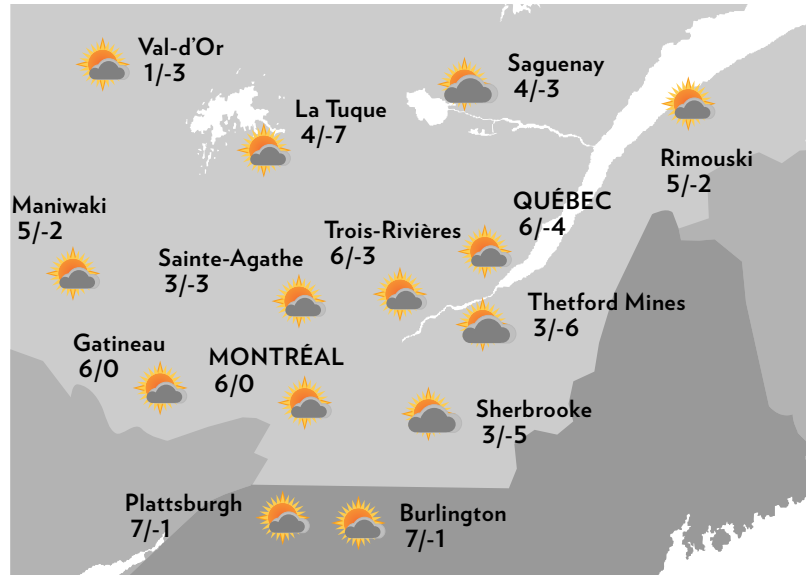 Val-d'Or
1/-3
Saguenay
4/-3
La Tuque
4/-7
Rimouski
5/-2
Maniwaki
5/-2
QUÉBEC
6/-4
Trois-Rivières
6/-3
Sainte-Agathe
3/-3
Thetford Mines
3/-6
Gatineau
6/0
MONTRÉAL
6/0
Sherbrooke
3/-5
Plattsburgh
7/-1
Burlington
7/-1